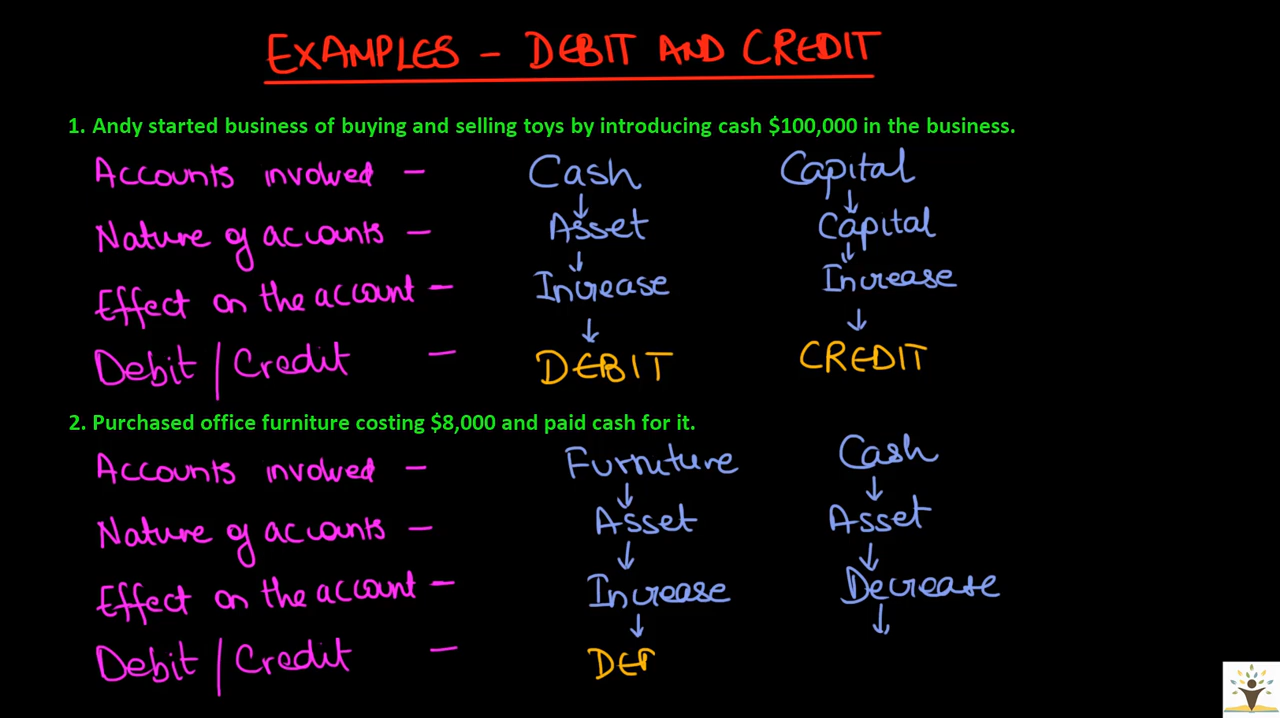 EXAMPLES - DEBIT AND CREDIT
1. Andy started business of buying and selling toys by introducing cash $100,000 in the business.
Accounts involved - Cash Capital
Nature of accounts - Asset Capital
Effect on the account - Increase Increase
Debit / Credit - DEBIT CREDIT
2. Purchased office furniture costing $8,000 and paid cash for it.
Accounts involved - Furniture Cash
Nature of accounts - Asset Asset
Effect on the account - Increase Decrease
Debit / Credit - DEB